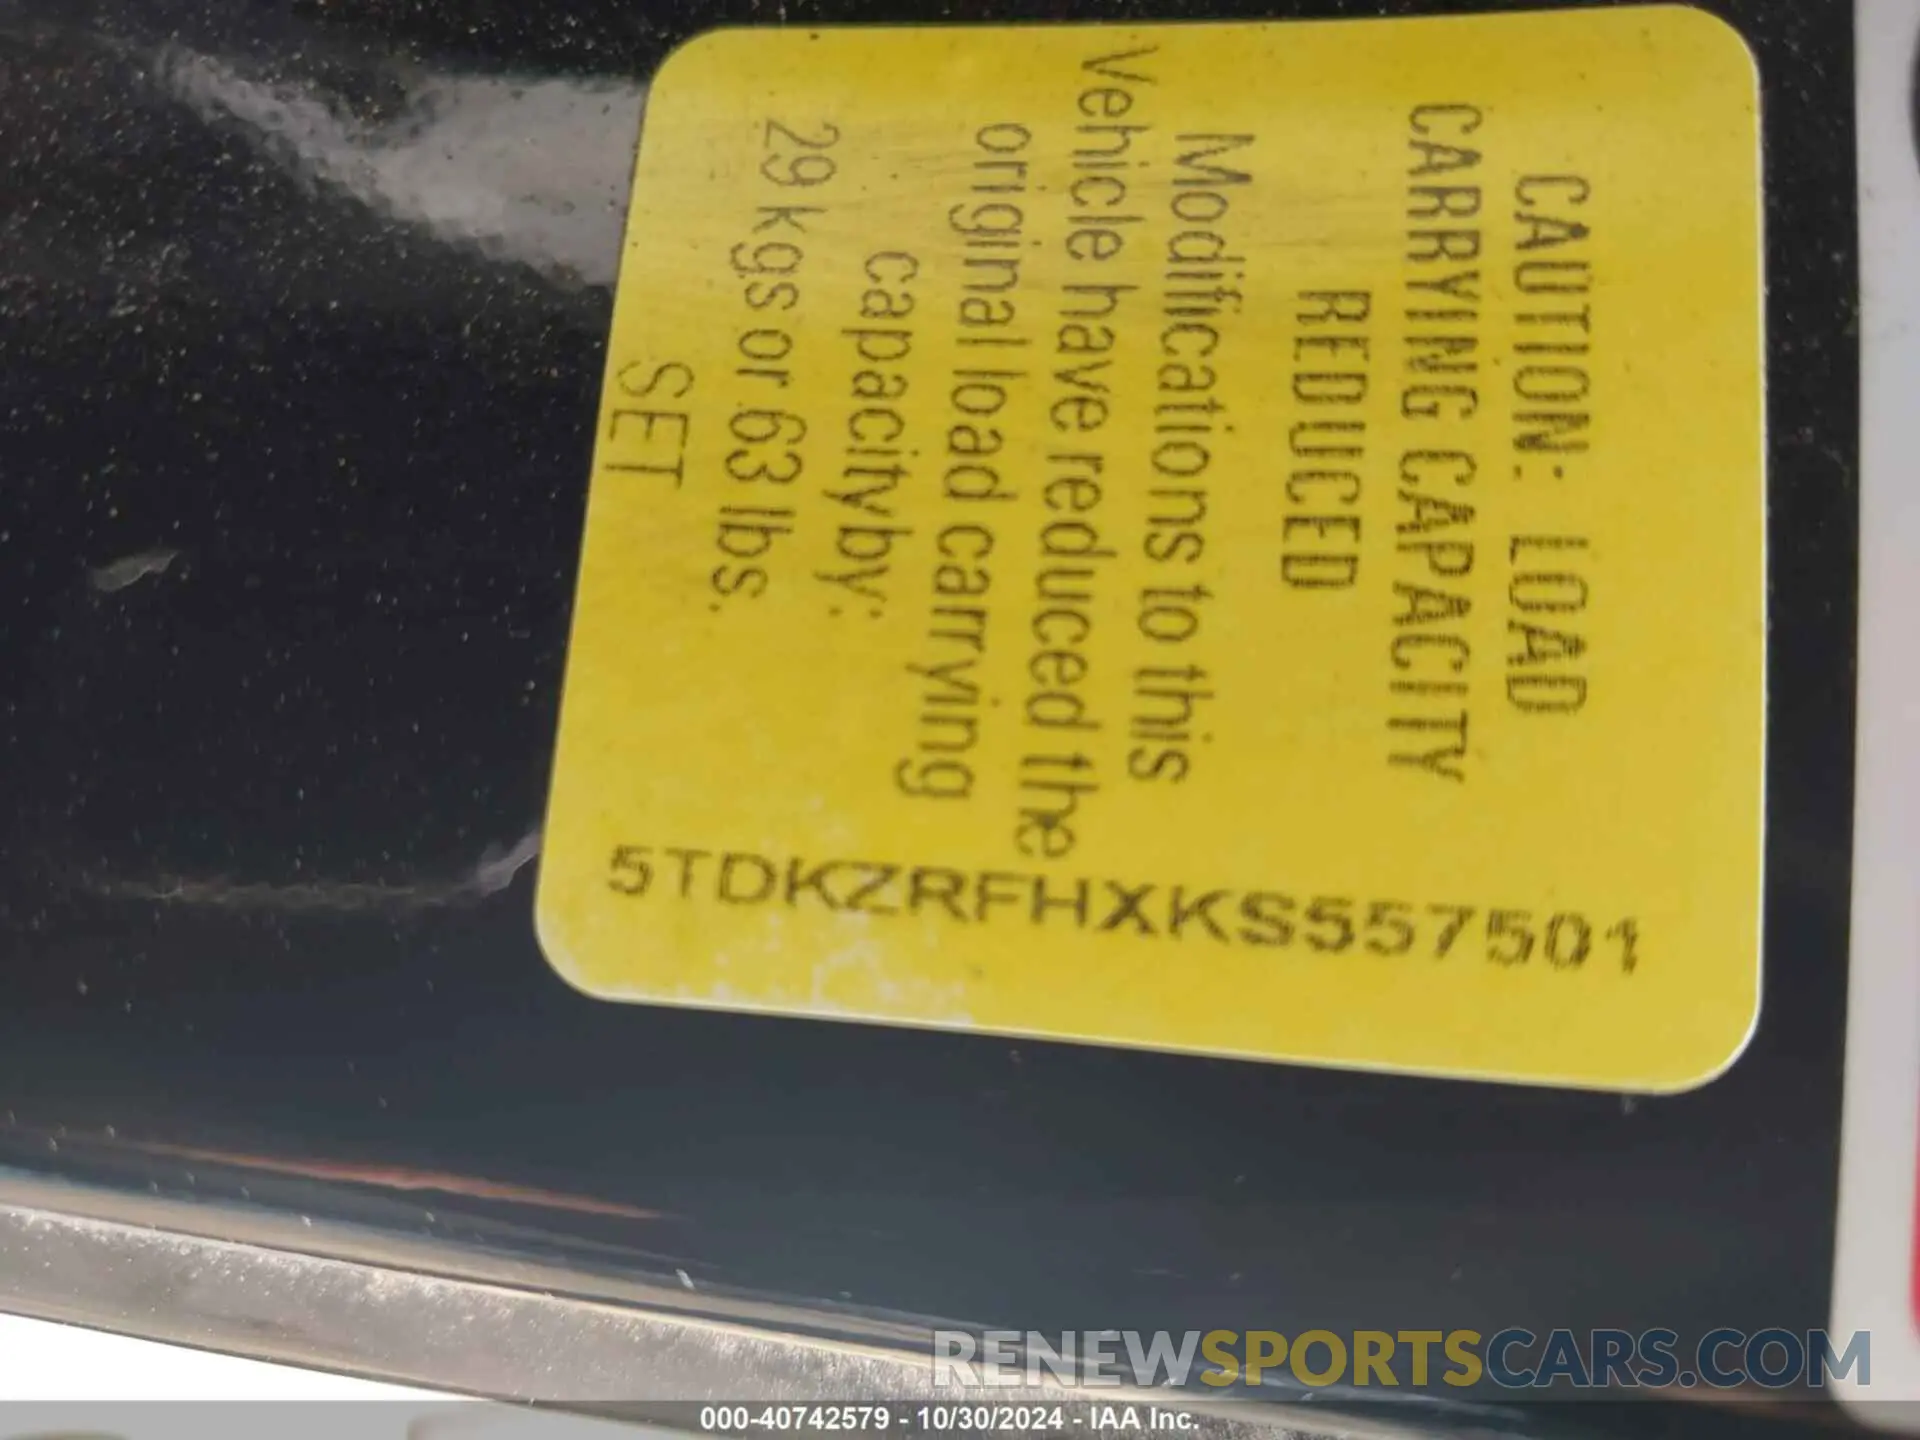 CAUTION: LOAD
CARRYING CAPACITY
REDUCED
Modifications to this
Vehicle have reduced the
original load carrying
capacity by:
29 kgs or 63 lbs.
SET
5TDKZRFHXKS557501
RENEWSPORTSCARS.COM
000-40742579 - 10/30/2024 - IAA Inc.